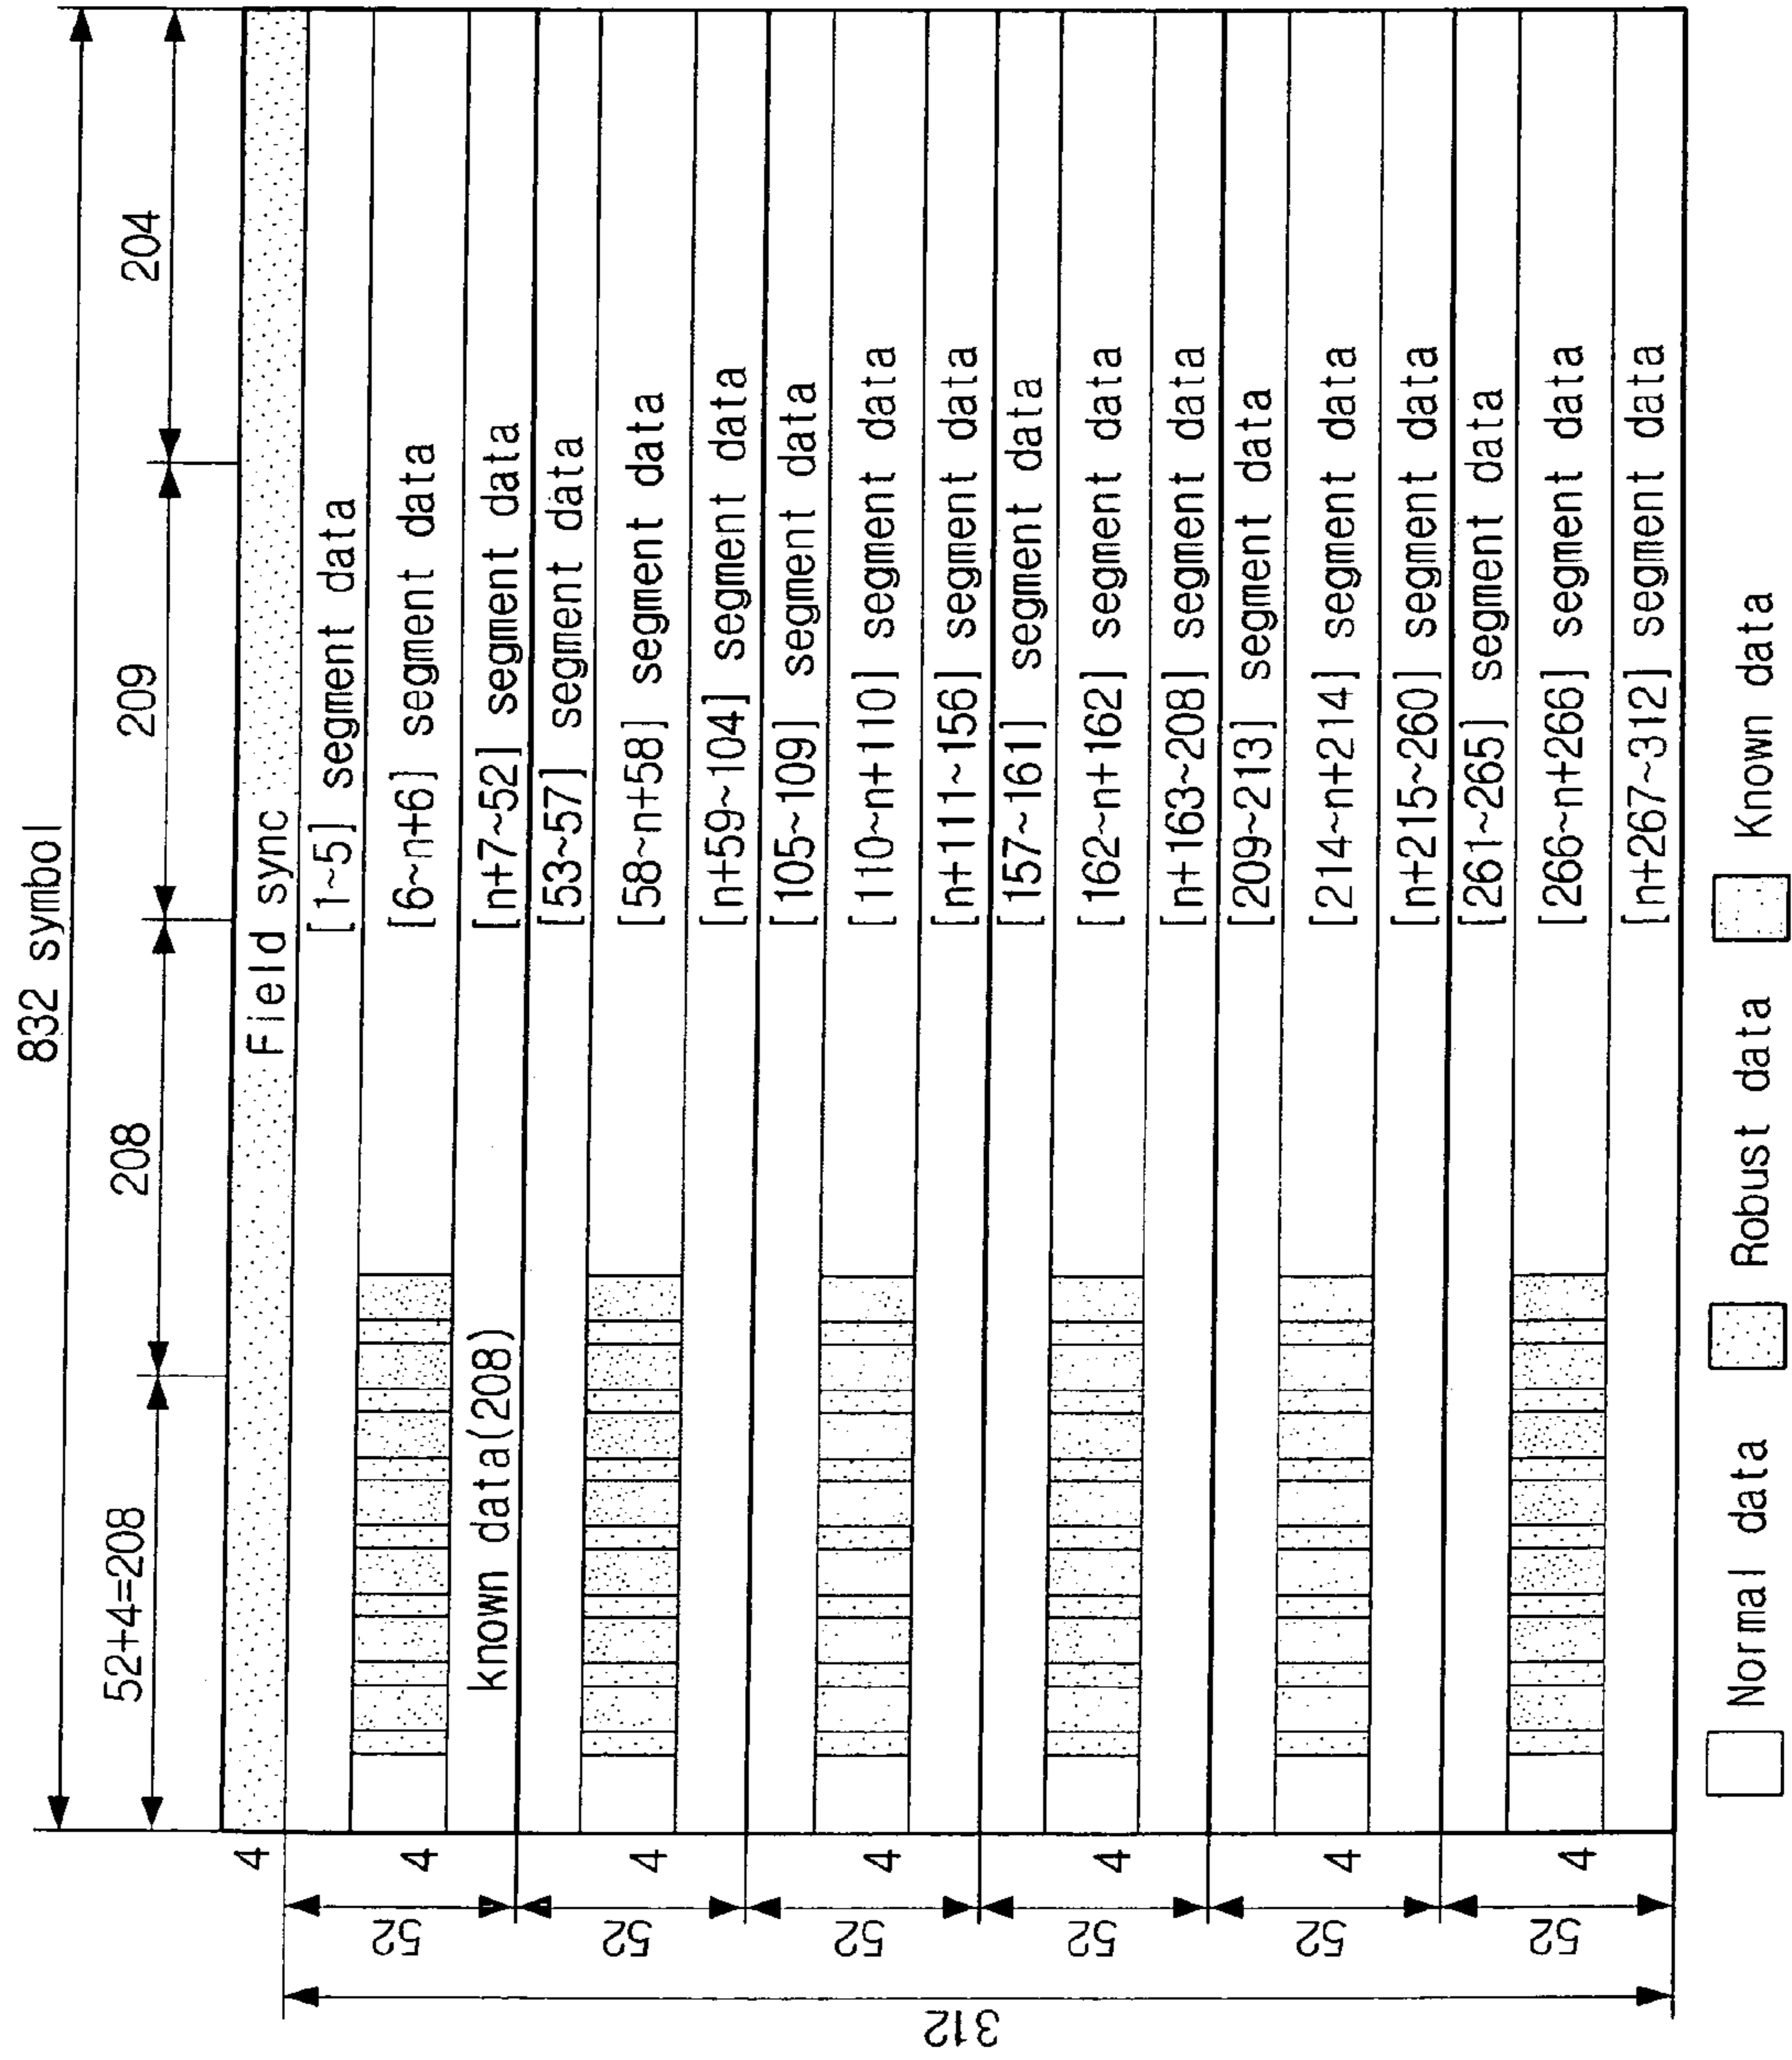 832 symbol
52+4=208
208
209
204
4
Field sync
[1~5] segment data
4
[6~n+6] segment data
known data(208)
[n+7~52] segment data
52
[53~57] segment data
4
[58~n+58] segment data
[n+59~104] segment data
52
[105~109] segment data
4
[110~n+110] segment data
[n+111~156] segment data
52
[157~161] segment data
4
[162~n+162] segment data
[n+163~208] segment data
52
[209~213] segment data
4
[214~n+214] segment data
[n+215~260] segment data
52
[261~265] segment data
4
[266~n+266] segment data
[n+267~312] segment data
52
312
Normal data
Robust data
Known data